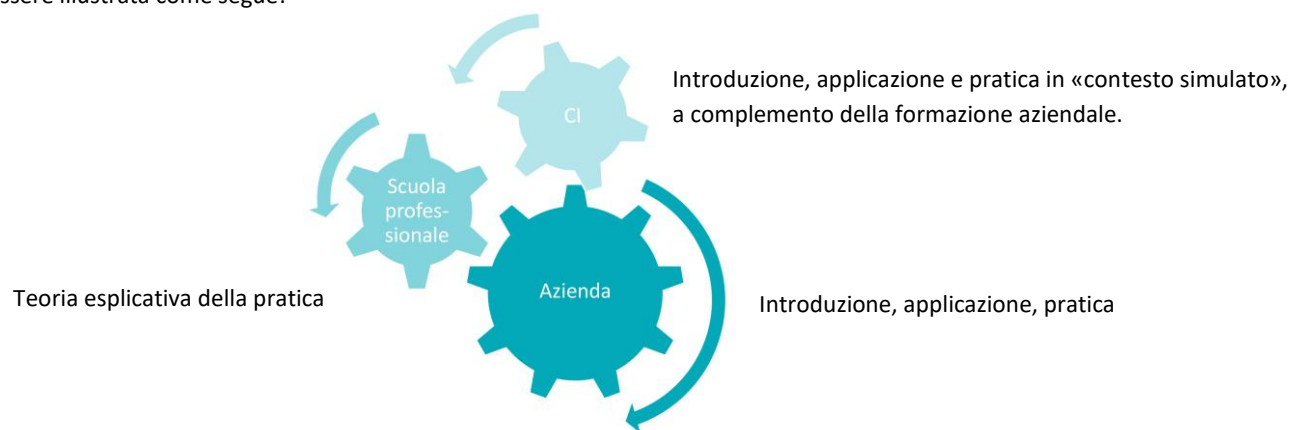 essere illustrata come segue:
Introduzione, applicazione e pratica in «contesto simulato»,
a complemento della formazione aziendale.
CI
Scuola
profes-
sionale
Azienda
Teoria esplicativa della pratica
Introduzione, applicazione, pratica